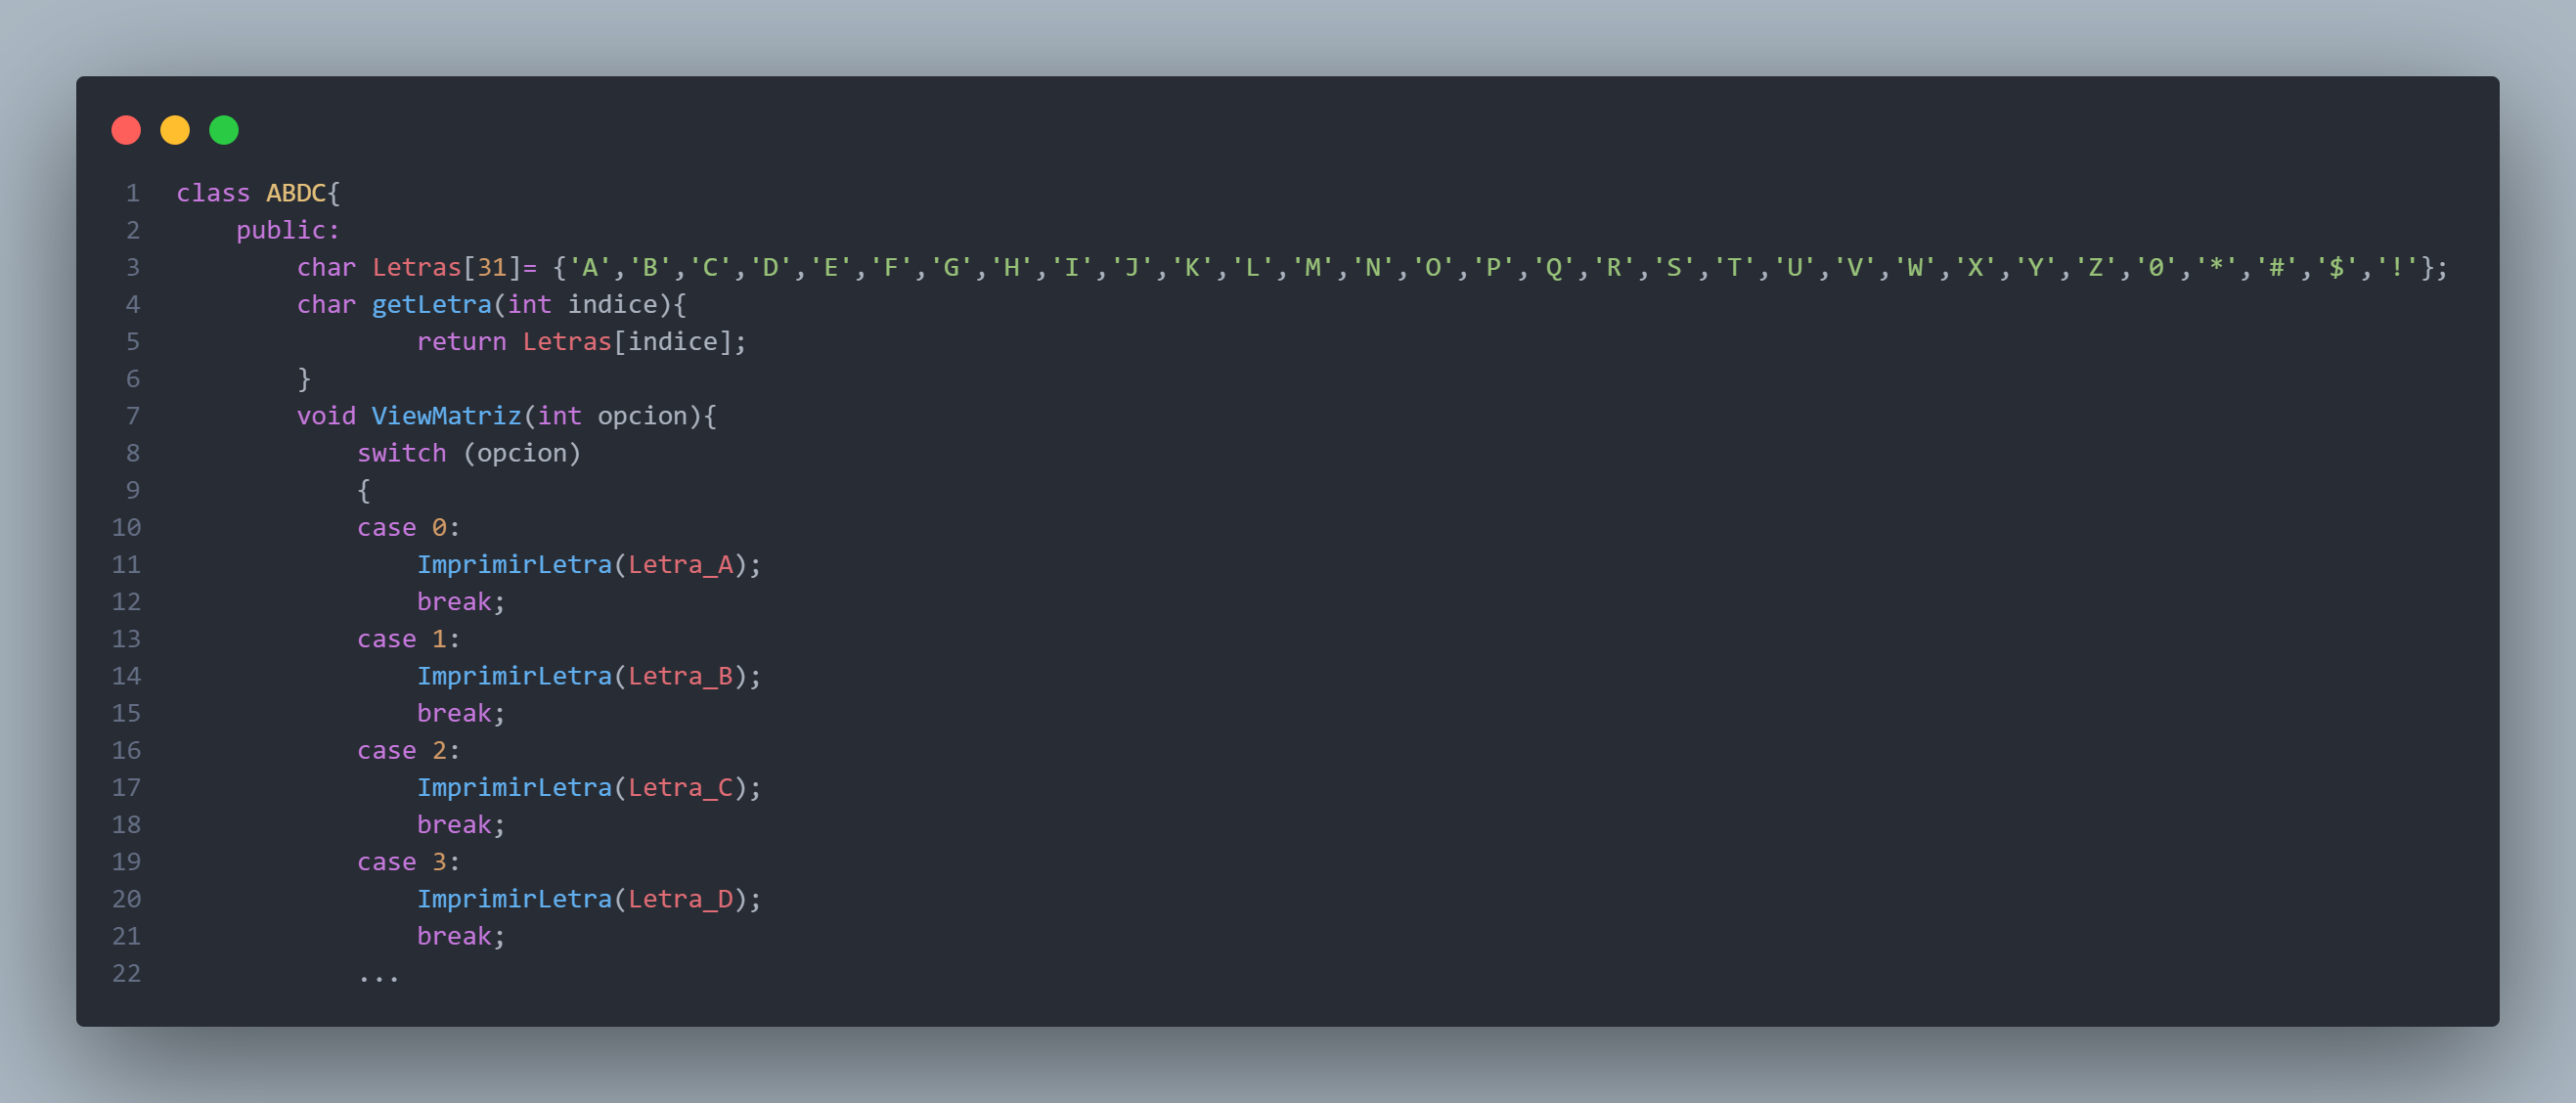 1 class ABDC{
2 public:
3 char Letras[31]= {'A','B','C','D','E','F','G','H','I','J','K','L','M','N','O','P','Q','R','S','T','U','V','W','X','Y','Z','0','*','#','$','!'};
4 char getLetra(int indice){
5 return Letras[indice];
6 }
7 void ViewMatriz(int opcion){
8 switch (opcion)
9 {
10 case 0:
11 ImprimirLetra(Letra_A);
12 break;
13 case 1:
14 ImprimirLetra(Letra_B);
15 break;
16 case 2:
17 ImprimirLetra(Letra_C);
18 break;
19 case 3:
20 ImprimirLetra(Letra_D);
21 break;
22 ...